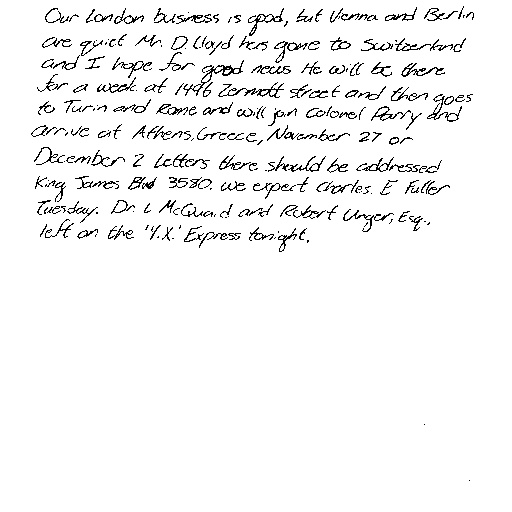 Our London business is good, but Vienna and Berlin
are quiet Mr. D. Lloyd has gone to Switzerland
and I hope for good news He will be there
for a week at 1496 Zermott street and then goes
to Turin and Rome and will join Colonel Parry and
arrive at Athens, Greece, November 27 or
December 2 Letters there should be addressed
King James Blvd 3580. we expert Charles. E Fuller
Tuesday. Dr. L McQuaid and Robert Unger, Esq.,
left on the 'Y.X.' Express tonight.